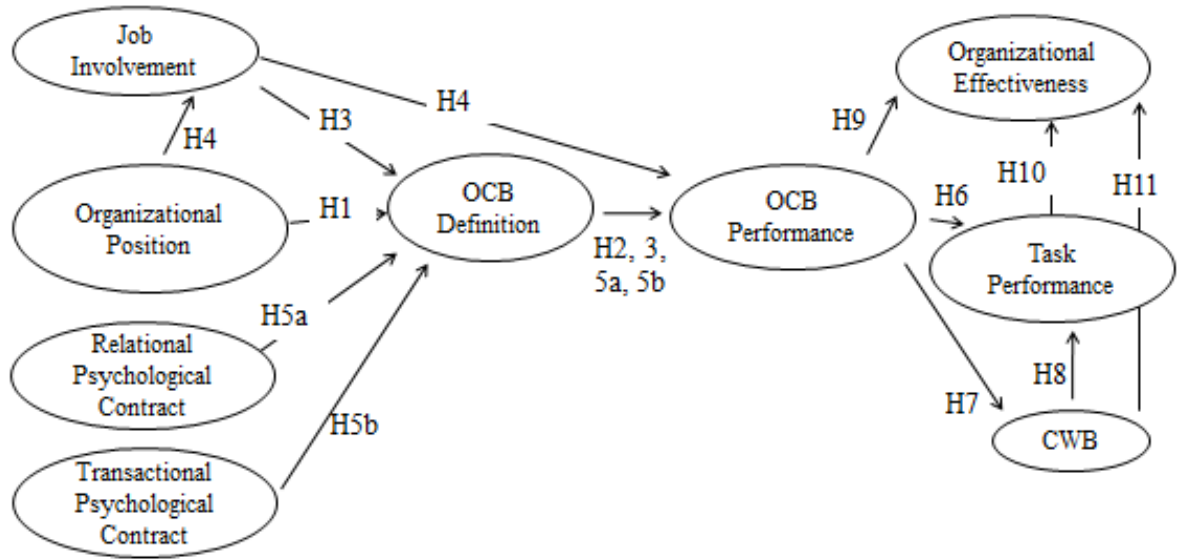 Job
Involvement
H4
H3
H4
Organizational
Position
H1
OCB
Definition
H5a
Relational
Psychological
Contract
H5b
Transactional
Psychological
Contract
H2, 3,
5a, 5b
OCB
Performance
H9
Organizational
Effectiveness
H6
H10
H11
Task
Performance
H7
H8
CWB